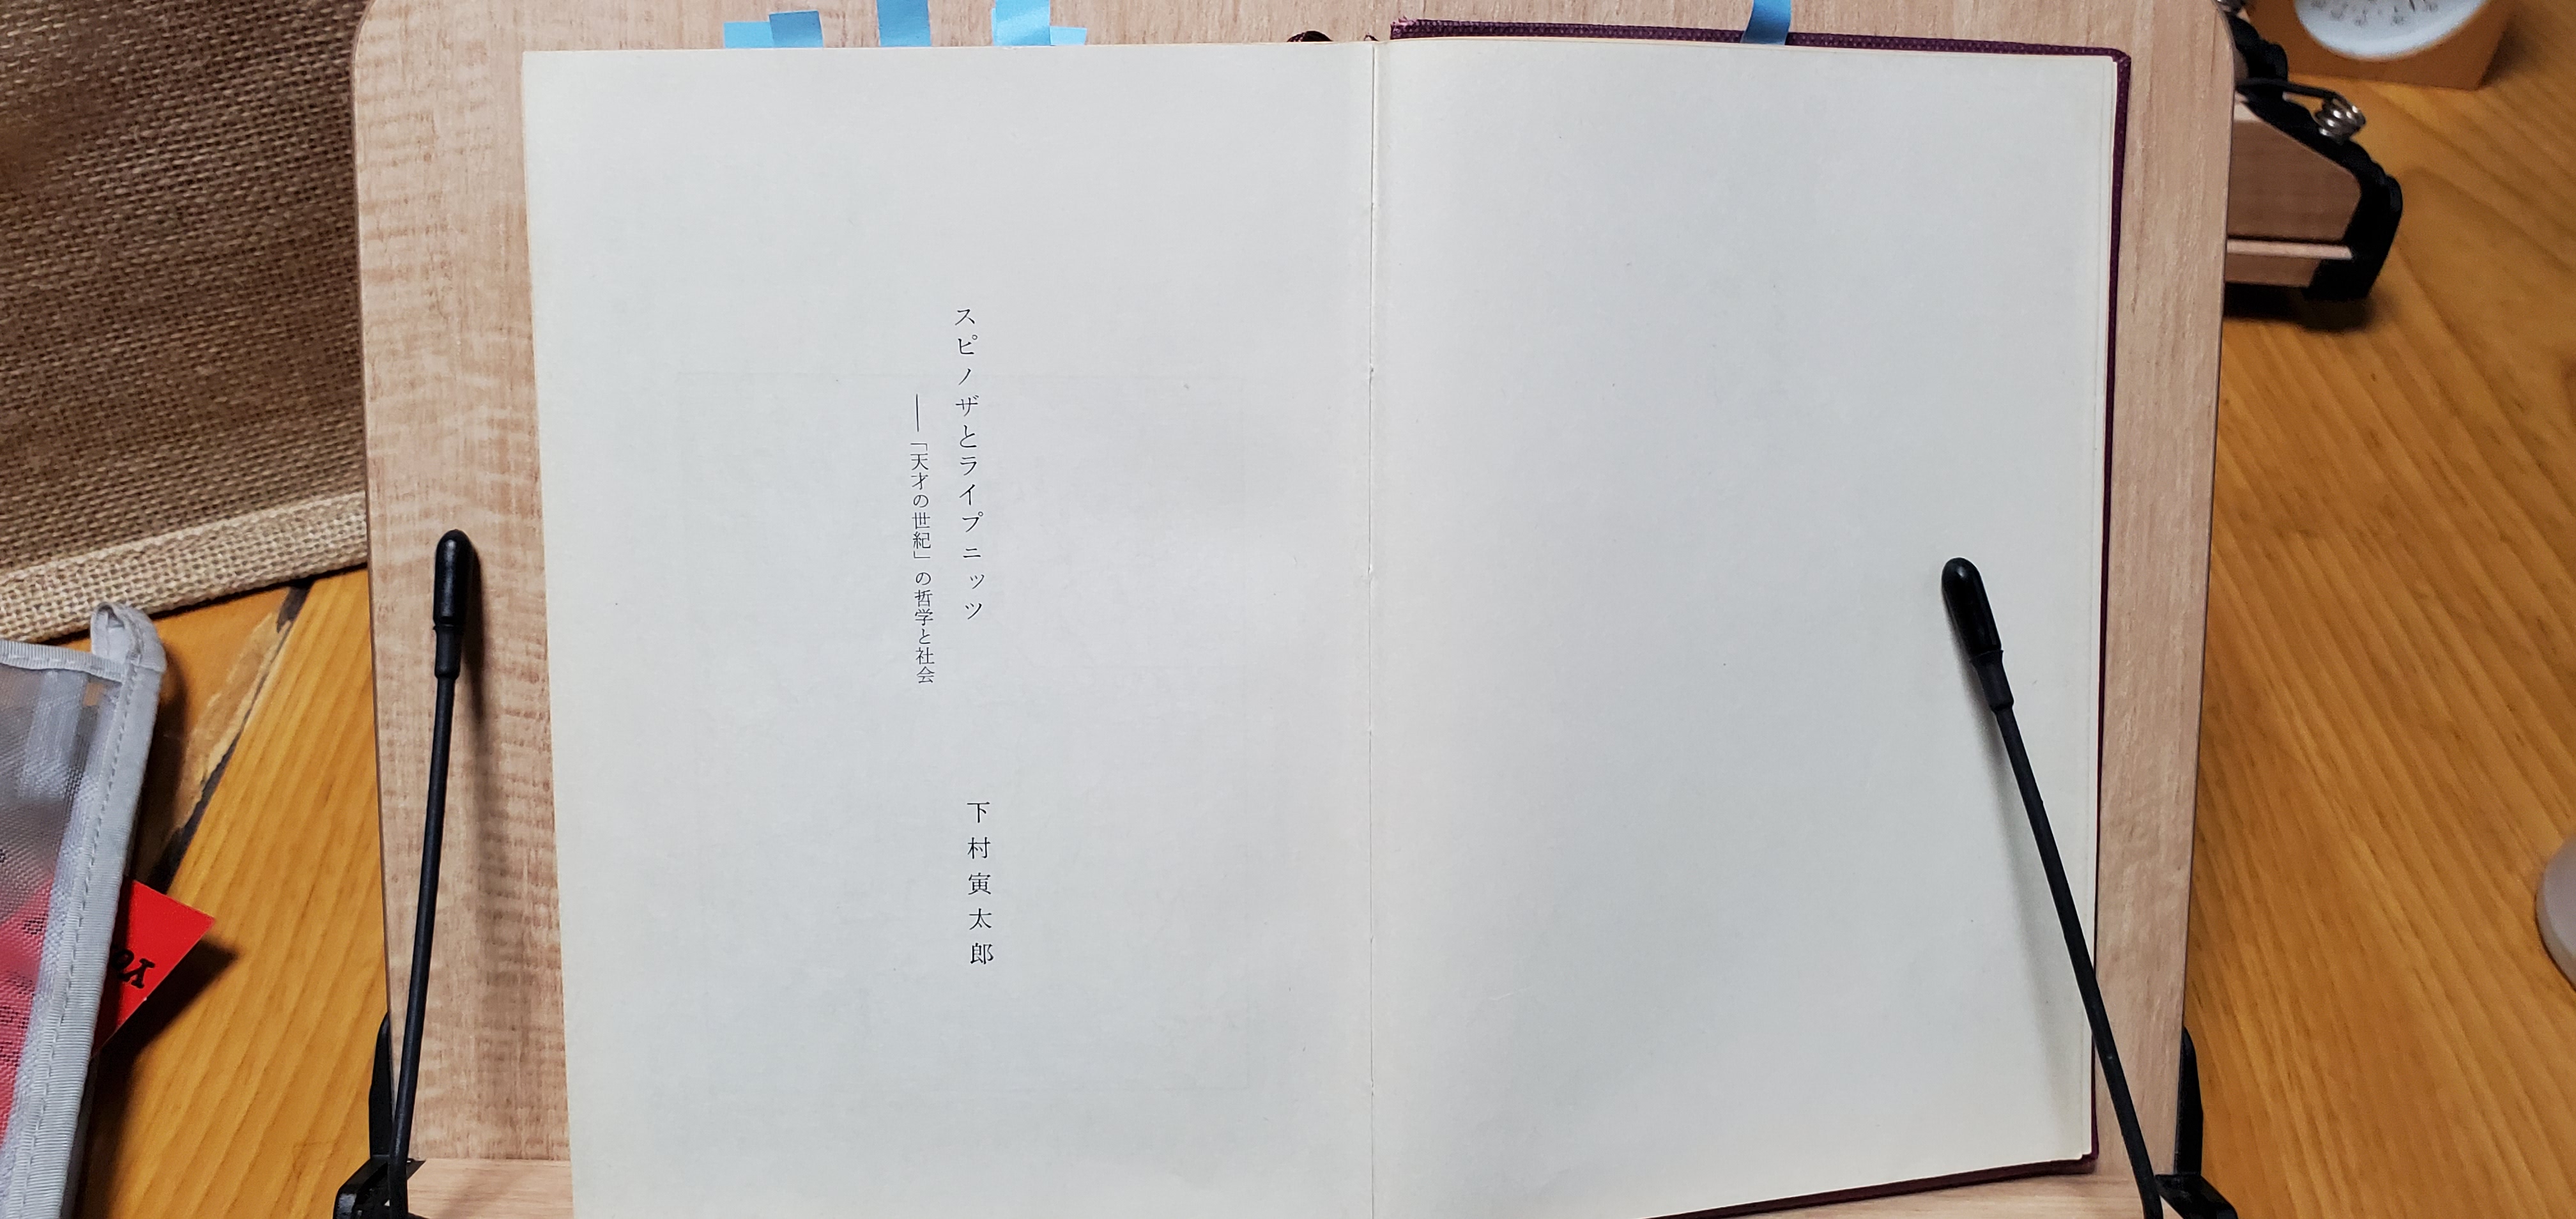 スピノザとライプニッツ
――「天才の世紀」の哲学と社会
下村寅太郎